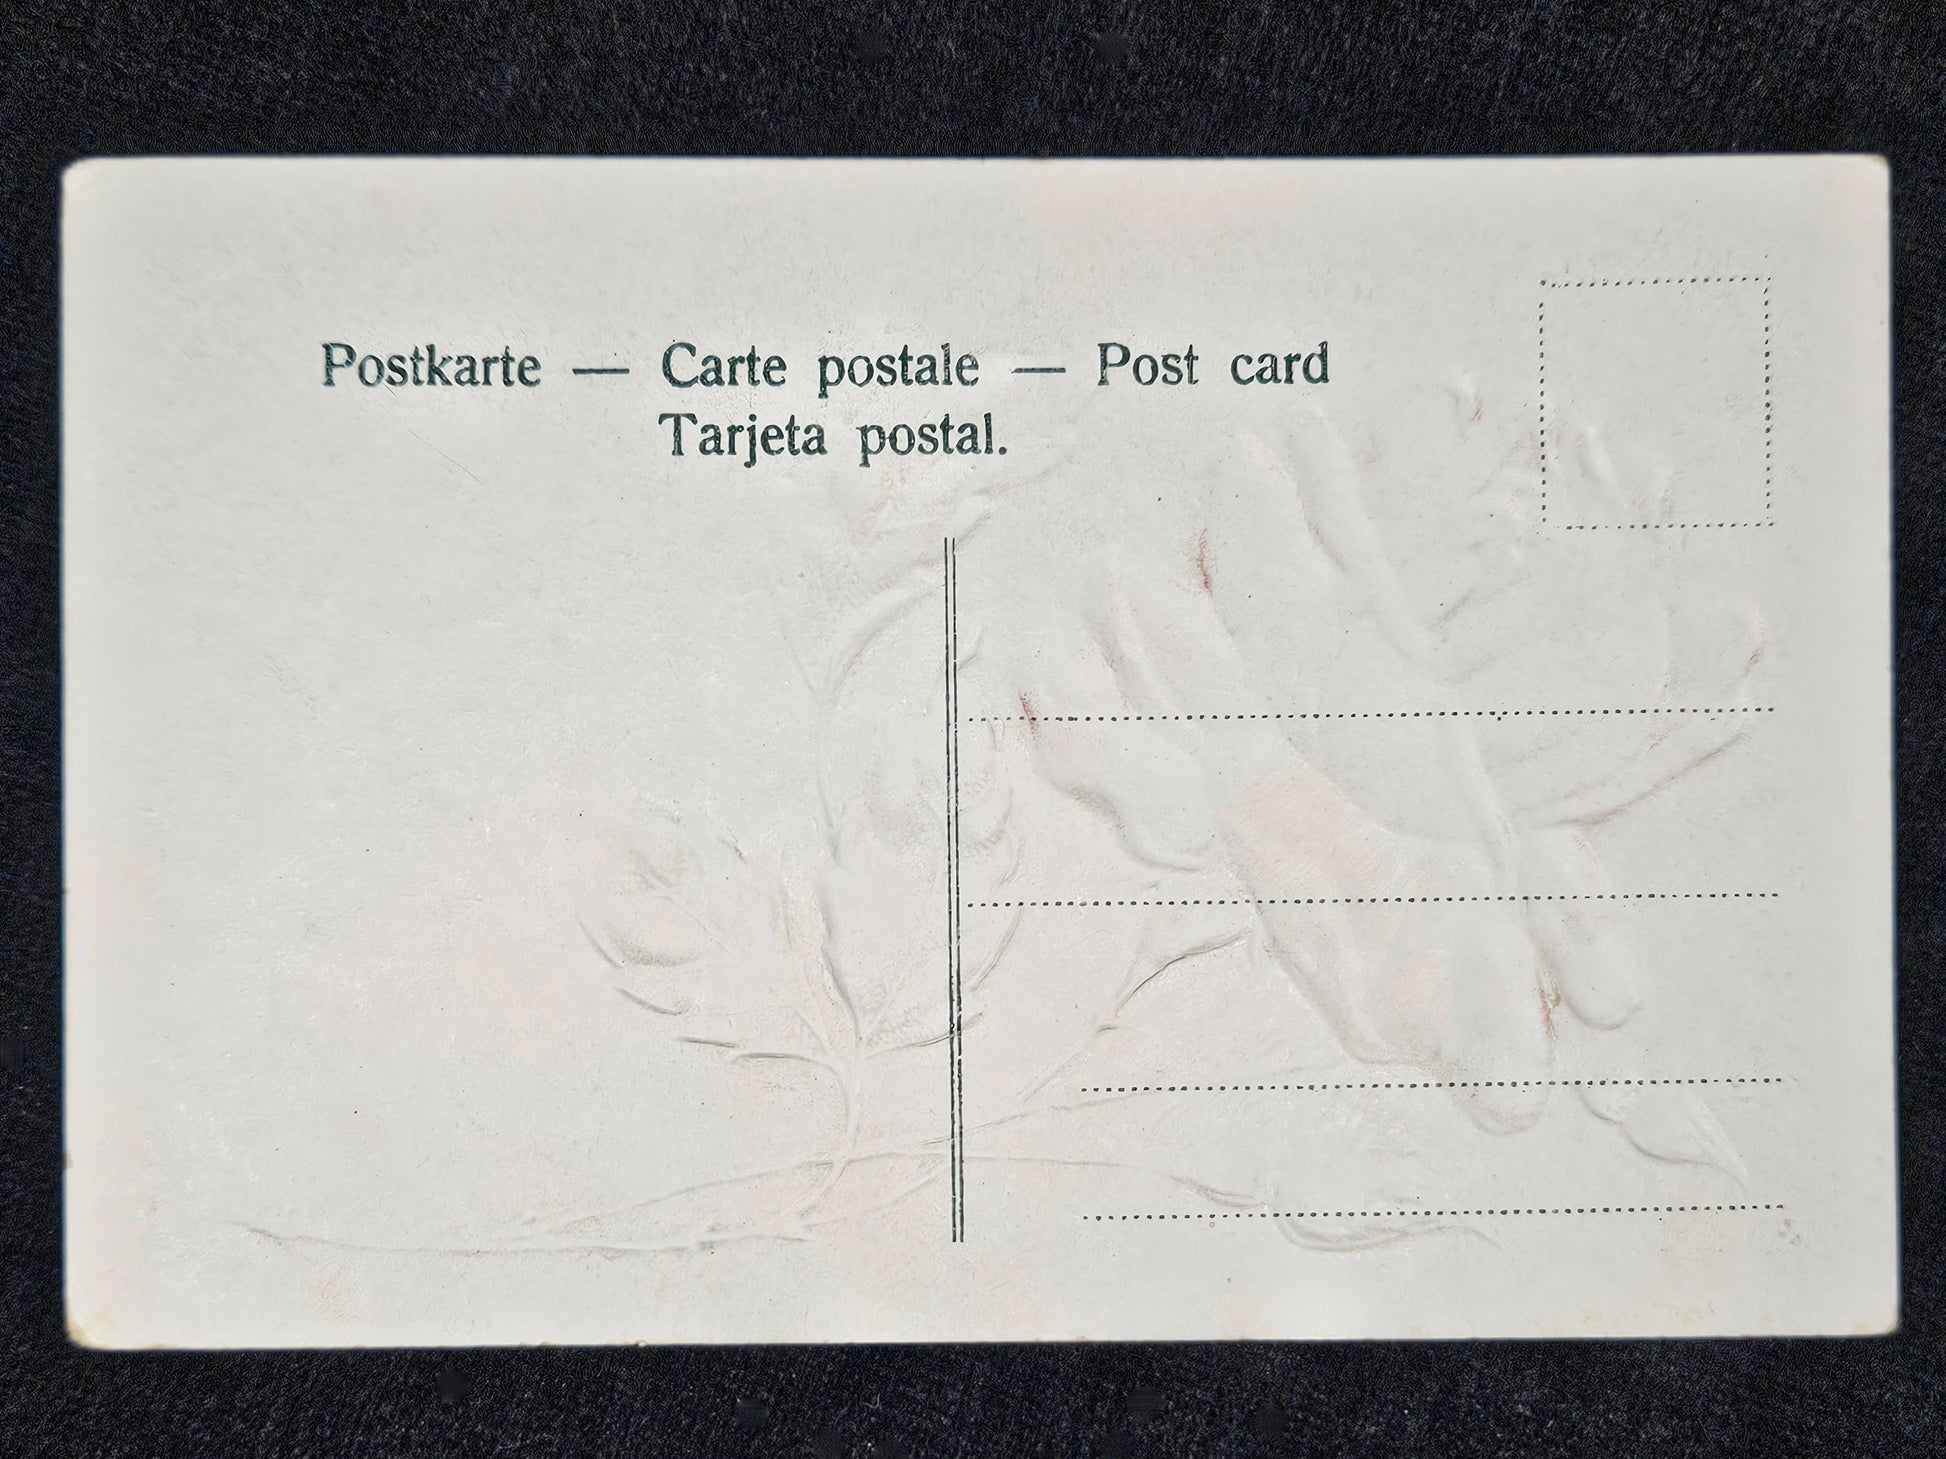 Postkarte — Carte postale — Post card
Tarjeta postal.